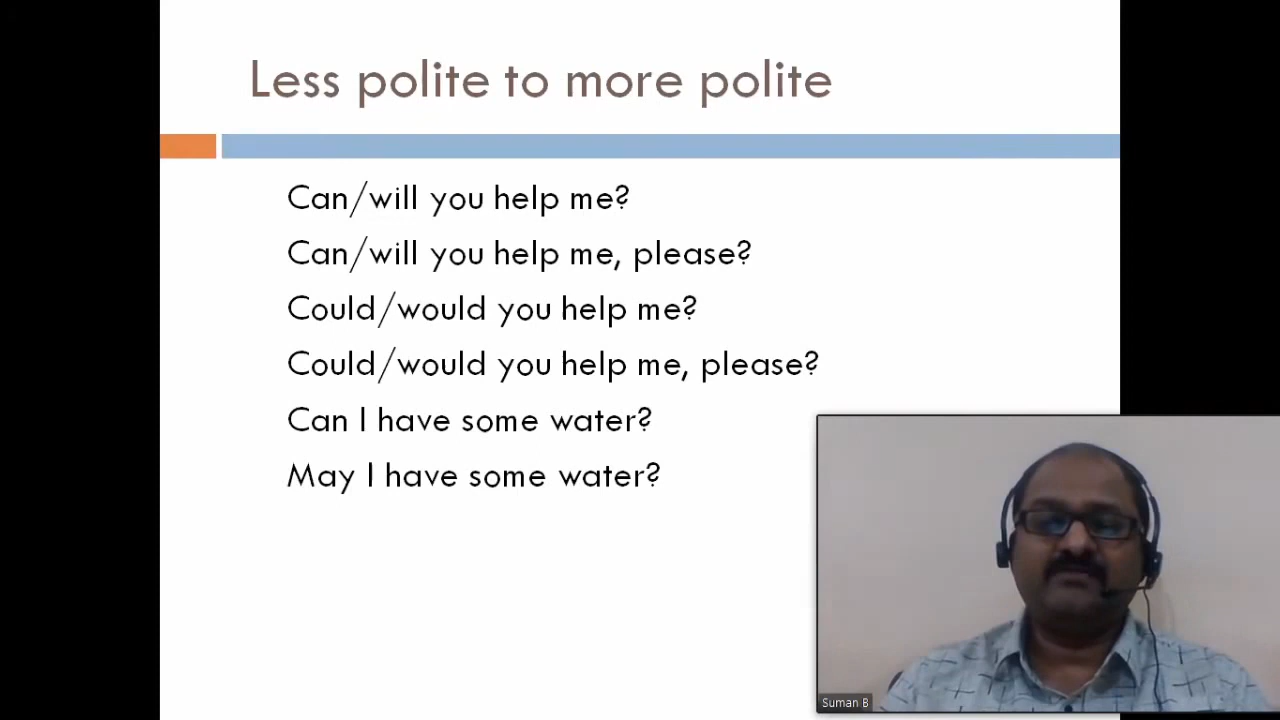 Less polite to more polite
Can/will you help me?
Can/will you help me, please?
Could/would you help me?
Could/would you help me, please?
Can I have some water?
May I have some water?
Suman B